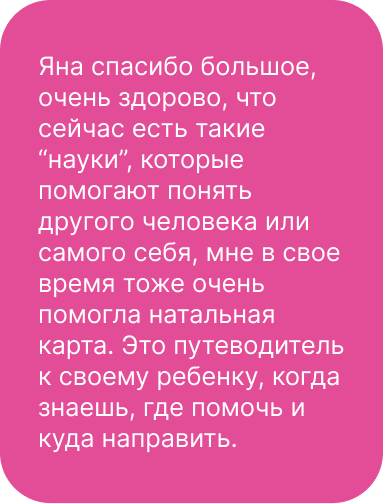 Яна спасибо большое,
очень здорово, что
сейчас есть такие
“науки”, которые
помогают понять
другого человека или
самого себя, мне в свое
время тоже очень
помогла натальная
карта. Это путеводитель
к своему ребенку, когда
знаешь, где помочь и
куда направить.